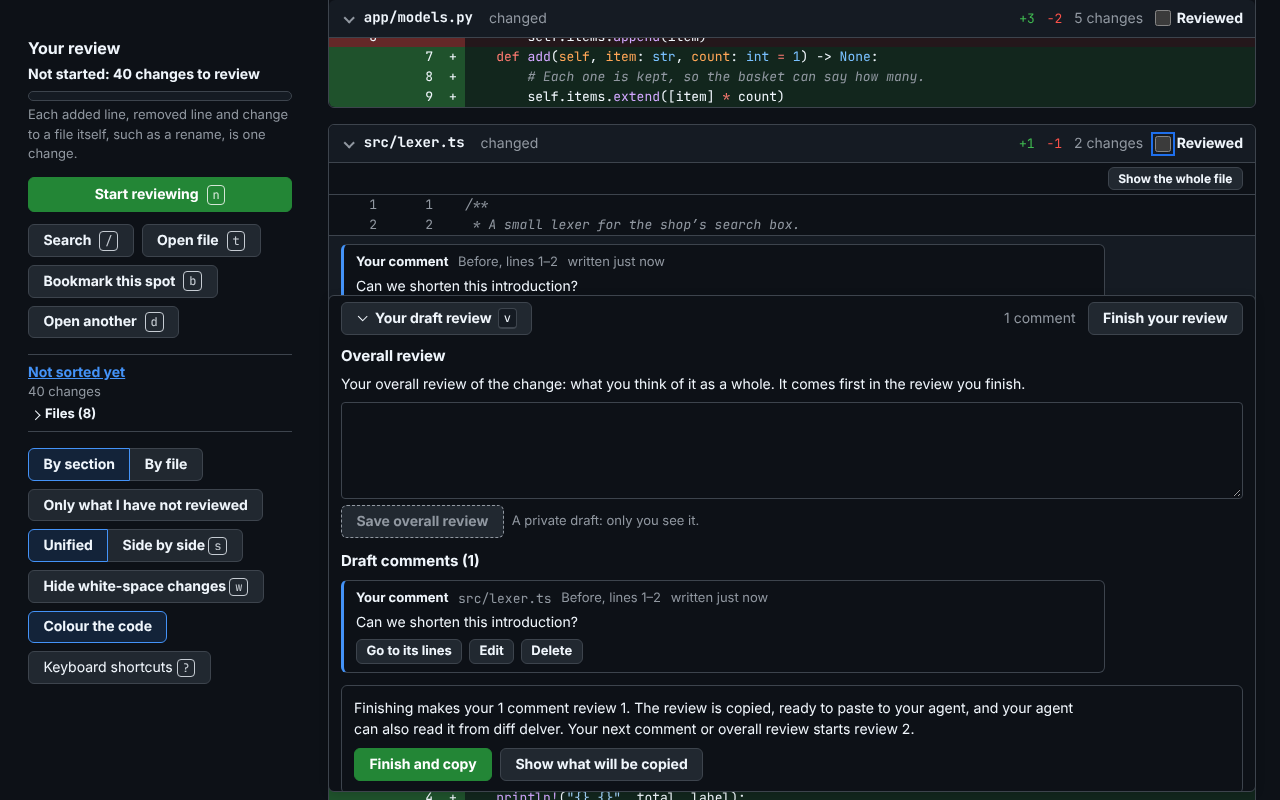 Your review
Not started: 40 changes to review
Each added line, removed line and change
to a file itself, such as a rename, is one
change.
Start reviewing n
Search / Open file t
Bookmark this spot b
Open another d
Not sorted yet
40 changes
Files (8)
By section By file
Only what I have not reviewed
Unified Side by side s
Hide white-space changes w
Colour the code
Keyboard shortcuts ?
app/models.py changed +3 -2 5 changes Reviewed
self.items.append(item)
7 + def add(self, item: str, count: int = 1) -> None:
8 + # Each one is kept, so the basket can say how many.
9 + self.items.extend([item] * count)
src/lexer.ts changed +1 -1 2 changes Reviewed
Show the whole file
1 1 /**
2 2 * A small lexer for the shop’s search box.
Your comment Before, lines 1–2 written just now
Can we shorten this introduction?
Your draft review v 1 comment Finish your review
Overall review
Your overall review of the change: what you think of it as a whole. It comes first in the review you finish.
Save overall review A private draft: only you see it.
Draft comments (1)
Your comment src/lexer.ts Before, lines 1–2 written just now
Can we shorten this introduction?
Go to its lines Edit Delete
Finishing makes your 1 comment review 1. The review is copied, ready to paste to your agent, and your agent
can also read it from diff delver. Your next comment or overall review starts review 2.
Finish and copy Show what will be copied
4 + println!("{} {}", total, label);